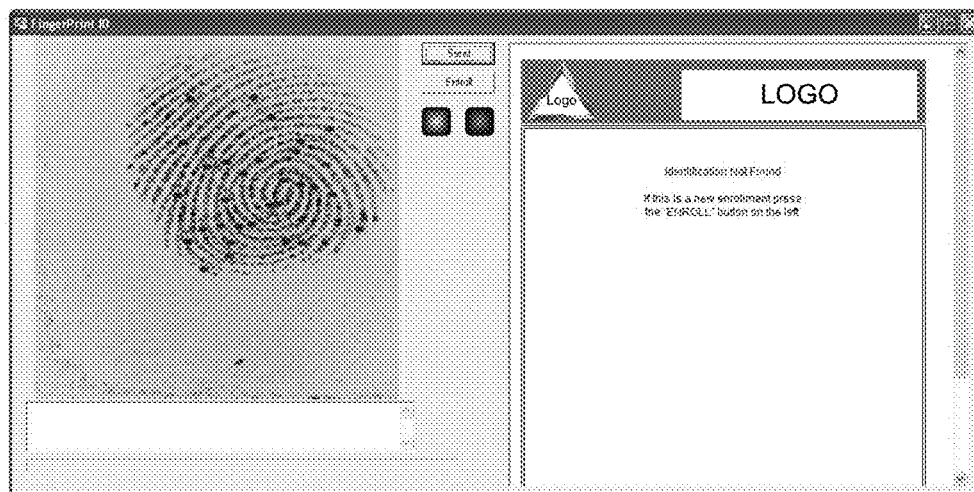 FingerPrint ID
Send
Enroll
Logo
LOGO
Identification Not Found
If this is a new enrollment press
the "ENROLL" button on the left